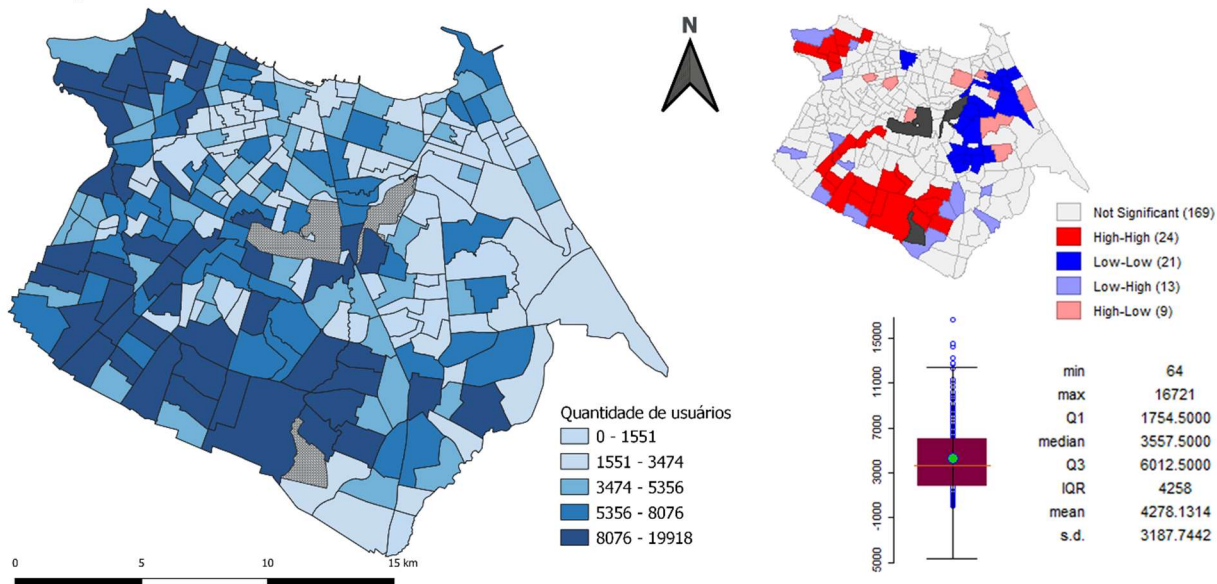 N
Quantidade de usuários
0 - 1551
1551 - 3474
3474 - 5356
5356 - 8076
8076 - 19918
0 5 10 15 km
Not Significant (169)
High-High (24)
Low-Low (21)
Low-High (13)
High-Low (9)
15000
11000
7000
3000
-1000
5000
min 64
max 16721
Q1 1754.5000
median 3557.5000
Q3 6012.5000
IQR 4258
mean 4278.1314
s.d. 3187.7442